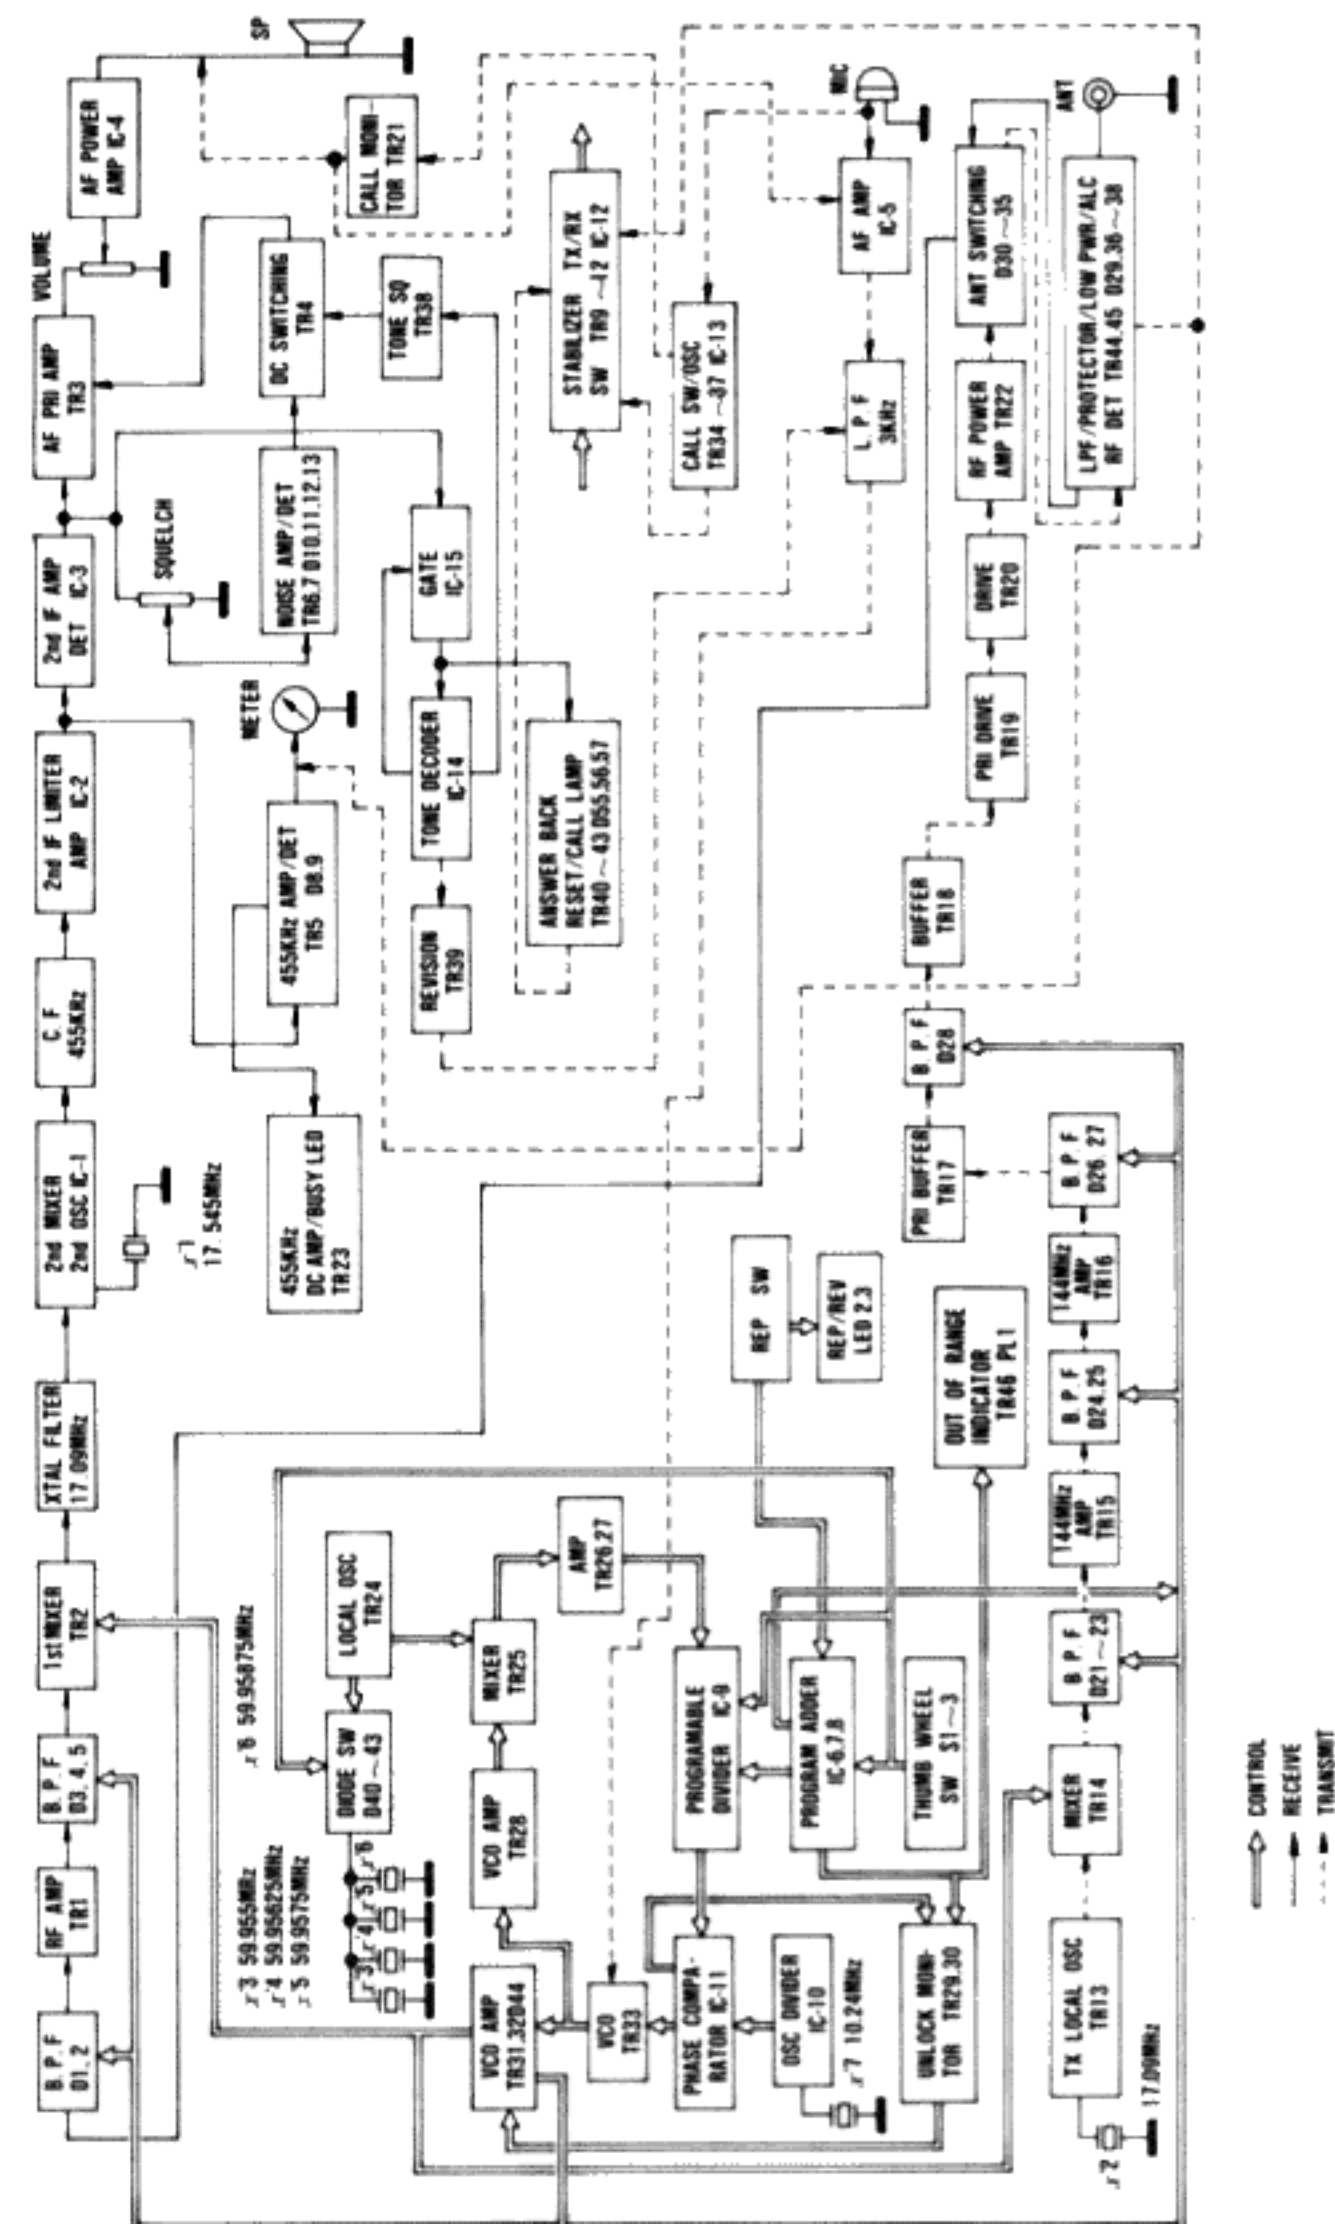 B.P.F
D1.2
RF AMP
TR1
B.P.F
D3.4.5
1st MIXER
TR2
XTAL FILTER
17.09MHz
2nd MIXER
2nd OSC IC-1
C.F
455KHz
2nd IF LIMITER
AMP IC-2
2nd IF AMP
DET IC-3
AF PRI AMP
TR3
VOLUME
AF POWER
AMP IC-4
SP
x1
17.545MHz
455KHz
DC AMP/BUSY LED
TR23
455KHz AMP/DET
TR5 D8.9
METER
SQUELCH
NOISE AMP/DET
TR6.7 D10.11.12.13
DC SWITCHING
TR4
TONE SQ
TR38
CALL MONI-
TOR TR21
REVISION
TR39
TONE DECODER
IC-14
GATE
IC-15
ANSWER BACK
RESET/CALL LAMP
TR40~43 D55.56.57
STABILIZER TX/RX
SW TR9~12 IC-12
CALL SW/OSC
TR34~37 IC-13
MIC
AF AMP
IC-5
L.P.F
3KHz
ANT SWITCHING
D30~35
ANT
LPF/PROTECTOR/LOW PWR/ALC
RF DET TR44.45 D29.36~38
RF POWER
AMP TR22
DRIVE
TR20
PRI DRIVE
TR19
BUFFER
TR18
B.P.F
D28
PRI BUFFER
TR17
B.P.F
D26.27
144MHz
AMP
TR16
B.P.F
D24.25
144MHz
AMP
TR15
B.P.F
D21~23
MIXER
TR14
TX LOCAL OSC
TR13
x2
17.09MHz
x3 59.955MHz
x4 59.95625MHz
x5 59.9575MHz
x6 59.95875MHz
x3
x4
x5
x6
DIODE SW
D40~43
LOCAL OSC
TR24
VCO AMP
TR31.32D44
VCO AMP
TR28
MIXER
TR25
AMP
TR26.27
VCO
TR33
PHASE COMPA-
RATOR IC-11
PROGRAMABLE
DIVIDER IC-9
OSC DIVIDER
IC-10
x7 10.24MHz
PROGRAM ADDER
IC-6.7.8
UNLOCK MONI-
TOR TR29.30
THUMB WHEEL
SW S1~3
REP SW
REP/REV
LED 2.3
OUT OF RANGE
INDICATOR
TR46 PL1
CONTROL
RECEIVE
TRANSMIT